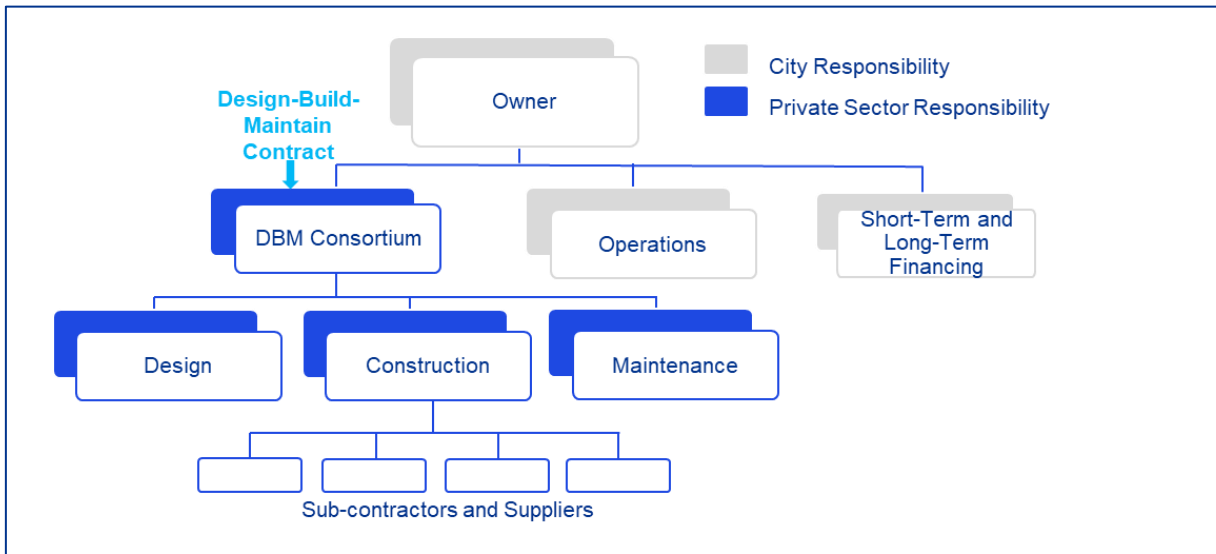 Owner
City Responsibility
Private Sector Responsibility
Design-Build-
Maintain
Contract
DBM Consortium
Operations
Short-Term and
Long-Term
Financing
Design
Construction
Maintenance
Sub-contractors and Suppliers